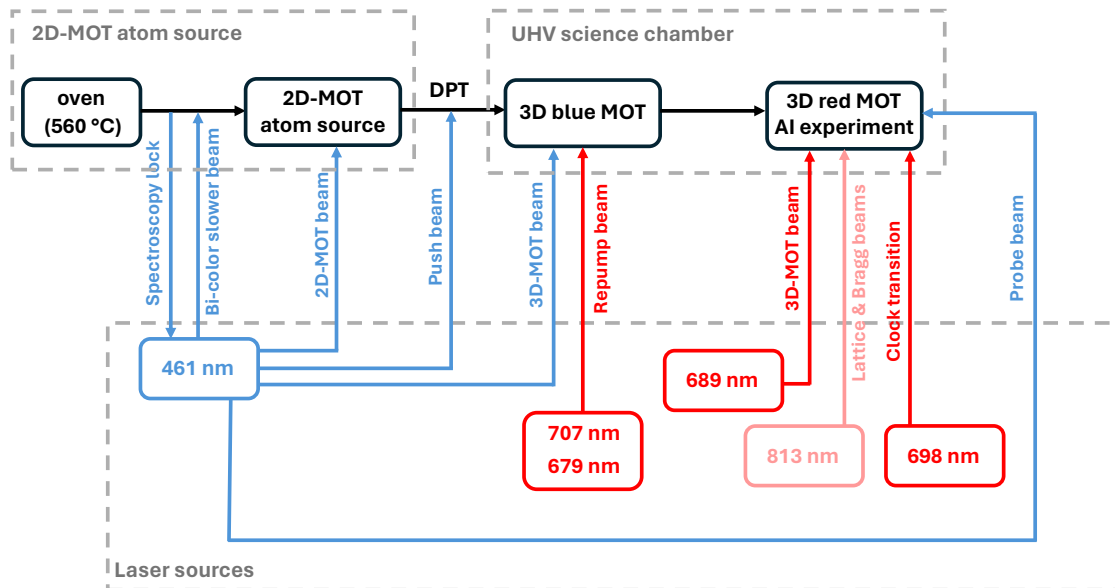 2D-MOT atom source
UHV science chamber
oven
(560 °C)
2D-MOT
atom source
DPT
3D blue MOT
3D red MOT
AI experiment
Spectroscopy lock
Bi-color slower beam
2D-MOT beam
Push beam
3D-MOT beam
Repump beam
3D-MOT beam
Lattice & Bragg beams
Clock transition
Probe beam
461 nm
689 nm
707 nm
679 nm
813 nm
698 nm
Laser sources